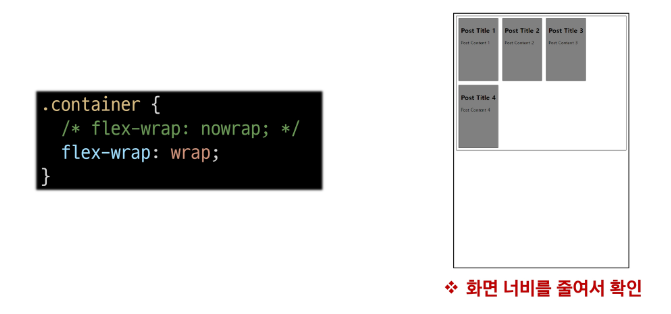 .container {
/* flex-wrap: nowrap; */
flex-wrap: wrap;
}
Post Title 1 Post Title 2 Post Title 3
Post Content 1 Post Content 2 Post Content 3
Post Title 4
Post Content 4
❖ 화면 너비를 줄여서 확인